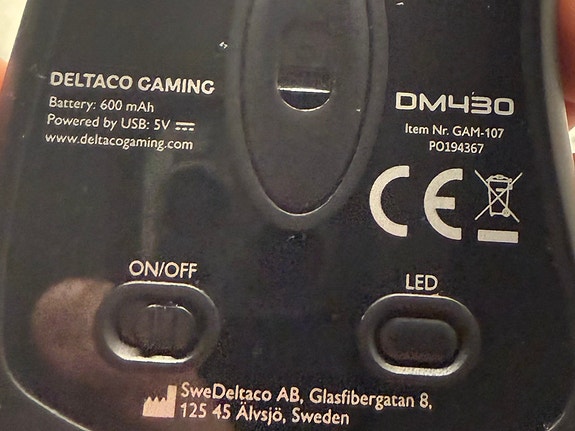 DELTACO GAMING
Battery: 600 mAh
Powered by USB: 5V
www.deltacogaming.com
DM430
Item Nr. GAM-107
PO194367
CE
ON/OFF
LED
SweDeltaco AB, Glasfibergatan 8,
125 45 Älvsjö, Sweden